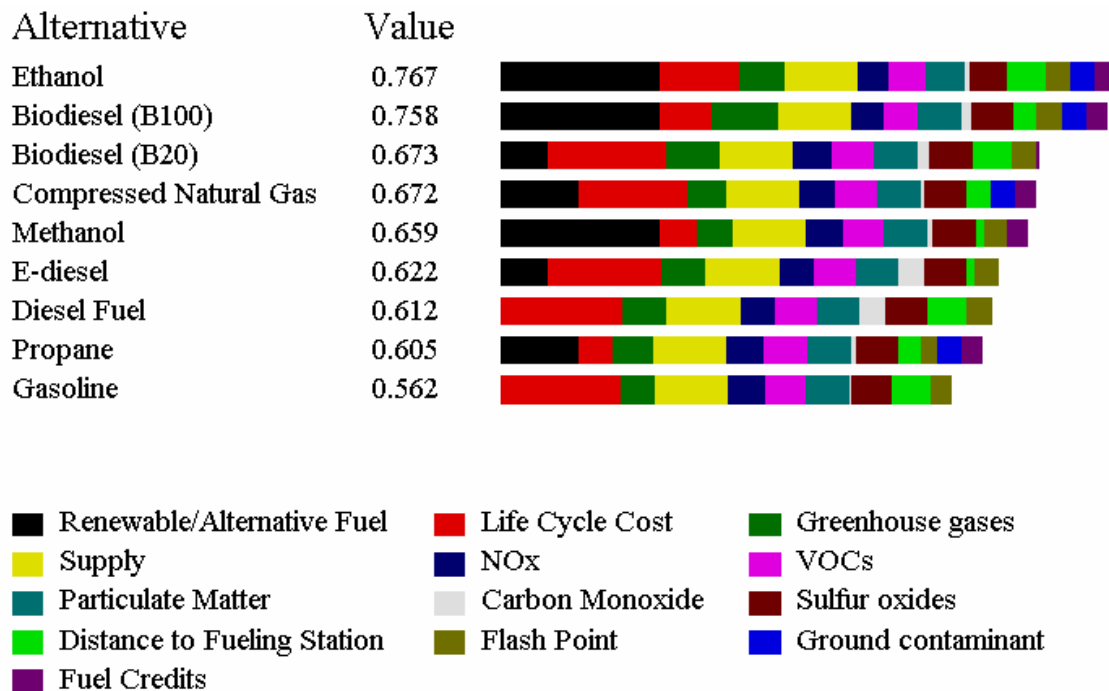 Alternative Value
Ethanol 0.767
Biodiesel (B100) 0.758
Biodiesel (B20) 0.673
Compressed Natural Gas 0.672
Methanol 0.659
E-diesel 0.622
Diesel Fuel 0.612
Propane 0.605
Gasoline 0.562
Renewable/Alternative Fuel Life Cycle Cost Greenhouse gases
Supply NOx VOCs
Particulate Matter Carbon Monoxide Sulfur oxides
Distance to Fueling Station Flash Point Ground contaminant
Fuel Credits